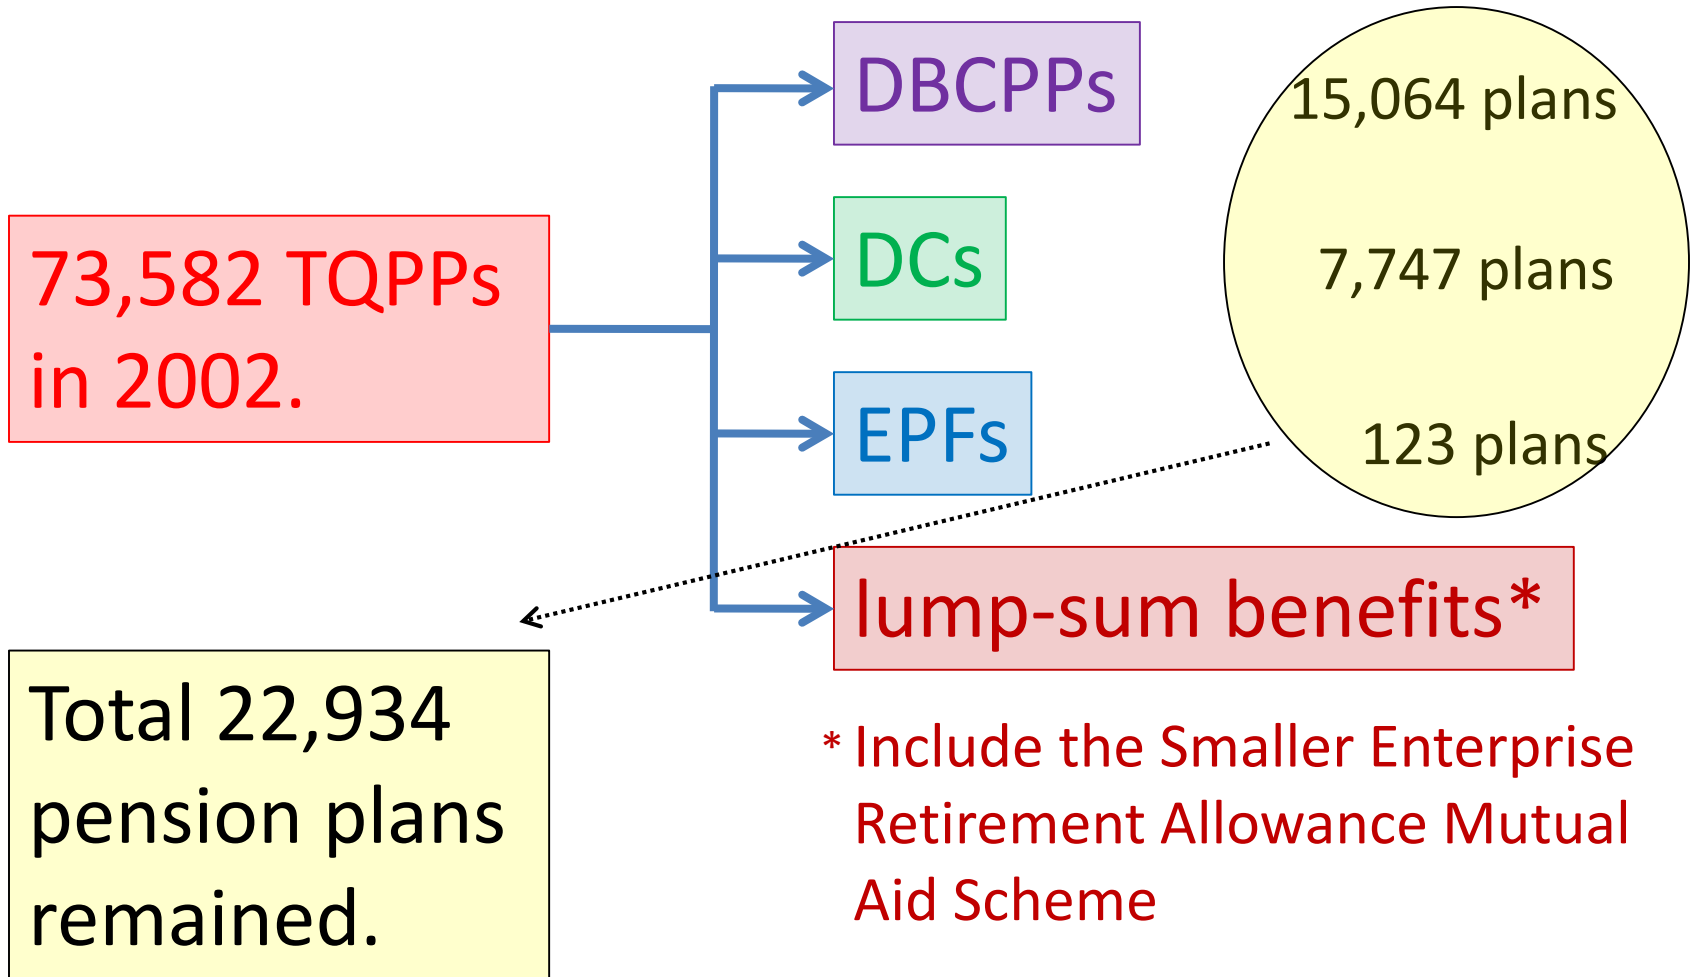 73,582 TQPPs
in 2002.
DBCPPs
15,064 plans
DCs
7,747 plans
EPFs
123 plans
lump-sum benefits*
* Include the Smaller Enterprise
Retirement Allowance Mutual
Aid Scheme
Total 22,934
pension plans
remained.